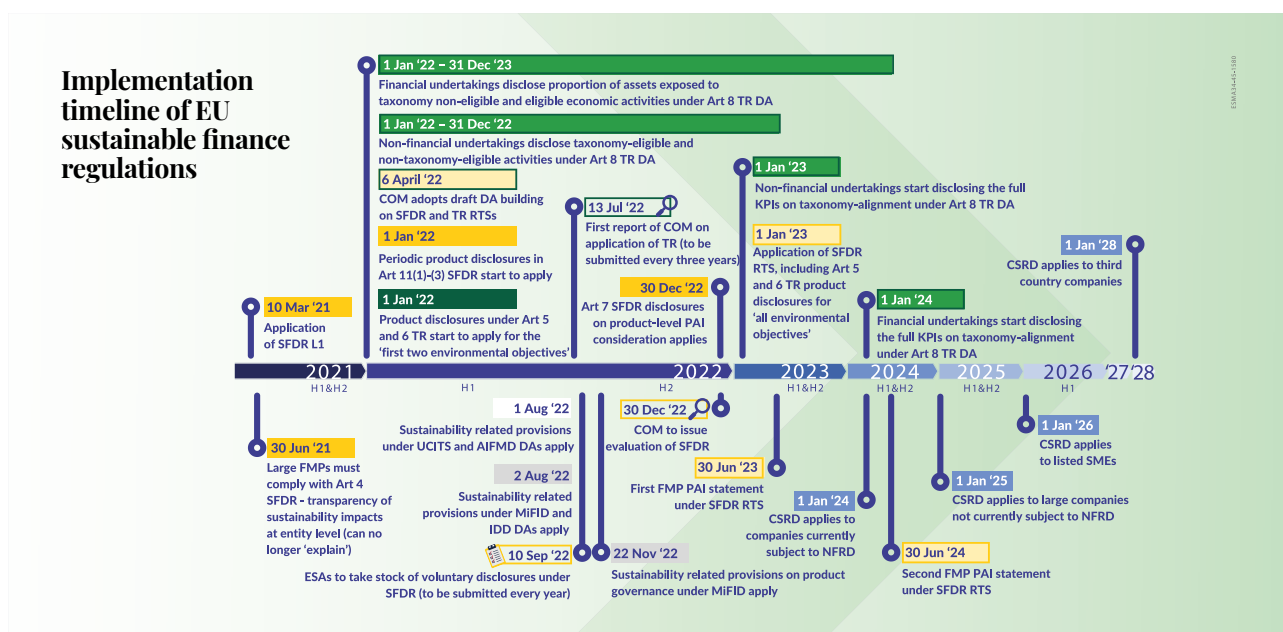 Implementation
timeline of EU
sustainable finance
regulations
ESMA34-45-1580
1 Jan ‘22 – 31 Dec ‘23
Financial undertakings disclose proportion of assets exposed to
taxonomy non-eligible and eligible economic activities under Art 8 TR DA
1 Jan ‘22 – 31 Dec ‘22
Non-financial undertakings disclose taxonomy-eligible and
non-taxonomy-eligible activities under Art 8 TR DA
6 April ‘22
COM adopts draft DA building
on SFDR and TR RTSs
1 Jan ‘22
Periodic product disclosures in
Art 11(1)-(3) SFDR start to apply
1 Jan ‘22
Product disclosures under Art 5
and 6 TR start to apply for the
‘first two environmental objectives’
13 Jul ‘22
First report of COM on
application of TR (to be
submitted every three years)
30 Dec ‘22
Art 7 SFDR disclosures
on product-level PAI
consideration applies
1 Jan ‘23
Non-financial undertakings start disclosing the full
KPIs on taxonomy-alignment under Art 8 TR DA
1 Jan ‘23
Application of SFDR
RTS, including Art 5
and 6 TR product
disclosures for
‘all environmental
objectives’
1 Jan ‘24
Financial undertakings start disclosing
the full KPIs on taxonomy-alignment
under Art 8 TR DA
1 Jan ‘28
CSRD applies to third
country companies
10 Mar ‘21
Application
of SFDR L1
2021 2022 2023 2024 2025 2026 ‘27 ‘28
H1&H2 H1 H2 H1&H2 H1&H2 H1&H2 H1
30 Jun ‘21
Large FMPs must
comply with Art 4
SFDR - transparency of
sustainability impacts
at entity level (can no
longer ‘explain’)
1 Aug ‘22
Sustainability related provisions
under UCITS and AIFMD DAs apply
2 Aug ‘22
Sustainability related
provisions under MiFID and
IDD DAs apply
10 Sep ‘22
ESAs to take stock of voluntary disclosures under
SFDR (to be submitted every year)
22 Nov ‘22
Sustainability related provisions on product
governance under MiFID apply
30 Dec ‘22
COM to issue
evaluation of SFDR
30 Jun ‘23
First FMP PAI statement
under SFDR RTS
1 Jan ‘24
CSRD applies to
companies currently
subject to NFRD
30 Jun ‘24
Second FMP PAI statement
under SFDR RTS
1 Jan ‘25
CSRD applies to large companies
not currently subject to NFRD
1 Jan ‘26
CSRD applies
to listed SMEs